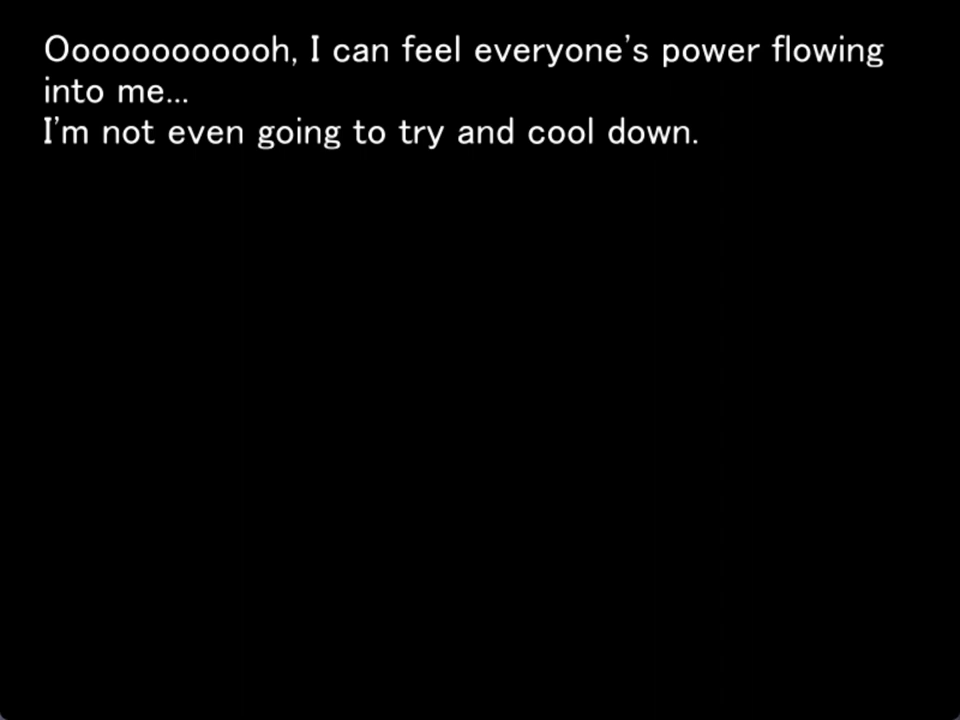 Oooooooooooh, I can feel everyone's power flowing
into me...
I'm not even going to try and cool down.